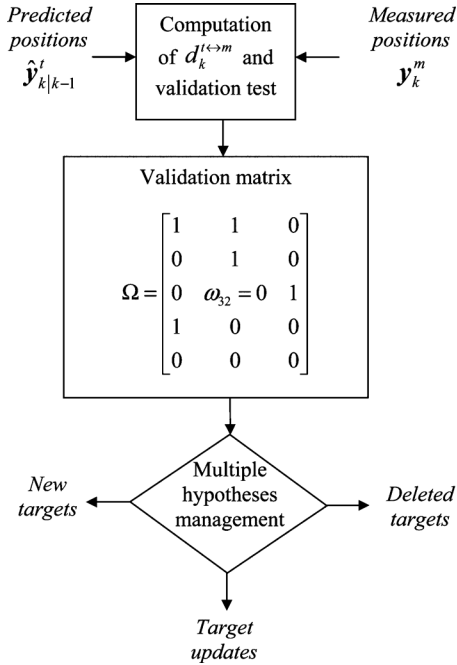 Predicted positions
ŷ^t_{k|k−1}
Computation
of d_k^{t↔m} and
validation test
Measured positions
y_k^m
Validation matrix
1 1 0
0 1 0
Ω = 0 ω_{32} = 0 1
1 0 0
0 0 0
Multiple
hypotheses
management
New
targets
Deleted
targets
Target
updates